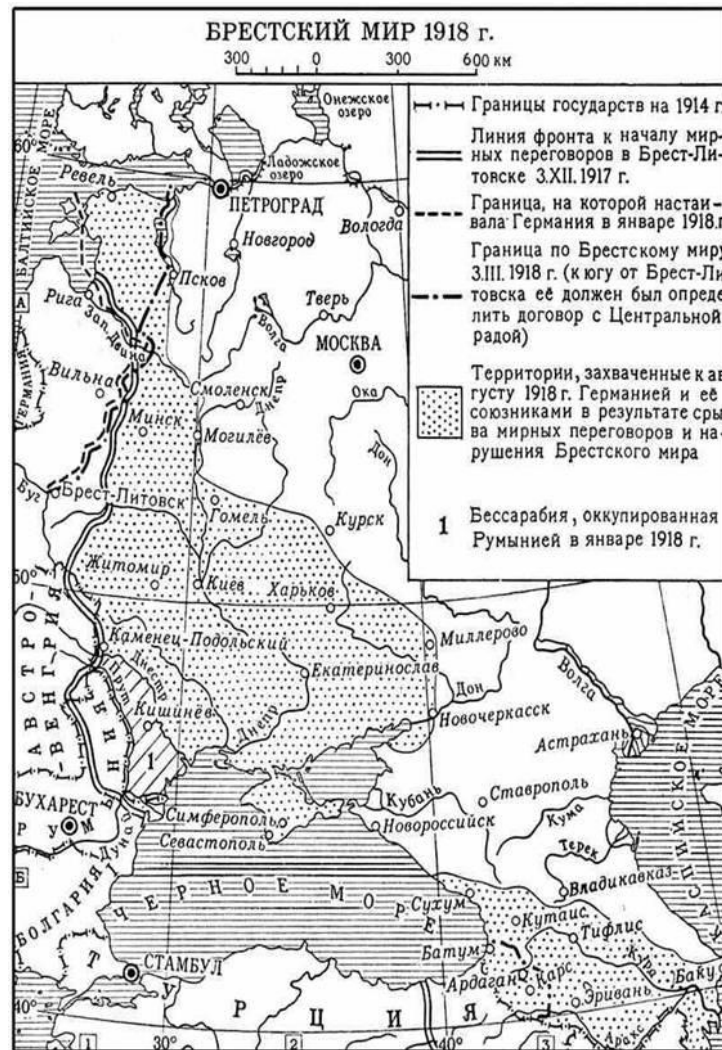 БРЕСТСКИЙ МИР 1918 г.
300 0 300 600 км
Границы государств на 1914 г.
Линия фронта к началу мир-
ных переговоров в Брест-Ли-
товске 3.XII.1917 г.
Граница, на которой настаи-
вала Германия в январе 1918.г
Граница по Брестскому миру
3.III.1918 г. (к югу от Брест-Ли
товска её должен был опреде
лить договор с Центральной
радой)
Территории, захваченные к ав
густу 1918 г. Германией и её
союзниками в результате сры
ва мирных переговоров и на-
рушения Брестского мира
1 Бессарабия, оккупированная
Румынией в январе 1918 г.
Онежское
озеро
60°
Ладожское
озеро
БАЛТИЙСКОЕ МОРЕ
Ревель
ПЕТРОГРАД
Новгород
Вологда
Псков
А
Рига
Зап. Двина
Тверь
Волга
МОСКВА
ГЕРМАНИЯ
Вильна
Смоленск
Днепр
Ока
Минск
Могилёв
Дон
Буг
Брест-Литовск
Гомель
Курск
Житомир
Киев
50°
Харьков
АВСТРО-
ВЕНГРИЯ
Каменец-Подольский
Миллерово
Прут
Днестр
Екатеринослав
Волга
Дон
Кишинёв
Днепр
Новочеркасск
1
Астрахань
БУХАРЕСТ
РУМЫНИЯ
Дунай
Симферополь
Севастополь
Кубань
Новороссийск
Ставрополь
Кума
Терек
КАСПИЙСКОЕ МОРЕ
Б
БОЛГАРИЯ
ЧЕРНОЕ МОРЕ
Владикавказ
Сухум
Кутаис
Тифлис
Батум
СТАМБУЛ
Ардаган
Карс
Кура
Баку
Эривань
Аракс
ТУРЦИЯ
40°
1
30°
2
40°
3